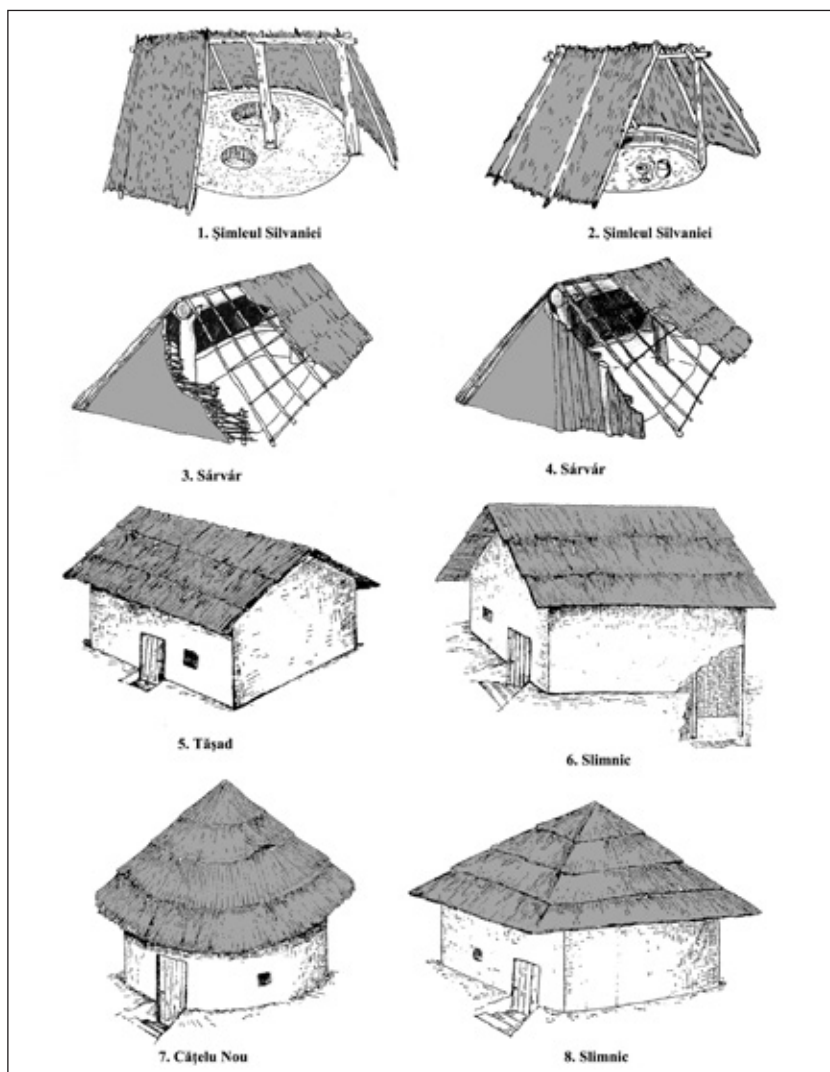 1. Şimleul Silvaniei
2. Şimleul Silvaniei
3. Sárvár
4. Sárvár
5. Tăşad
6. Slimnic
7. Căţelu Nou
8. Slimnic